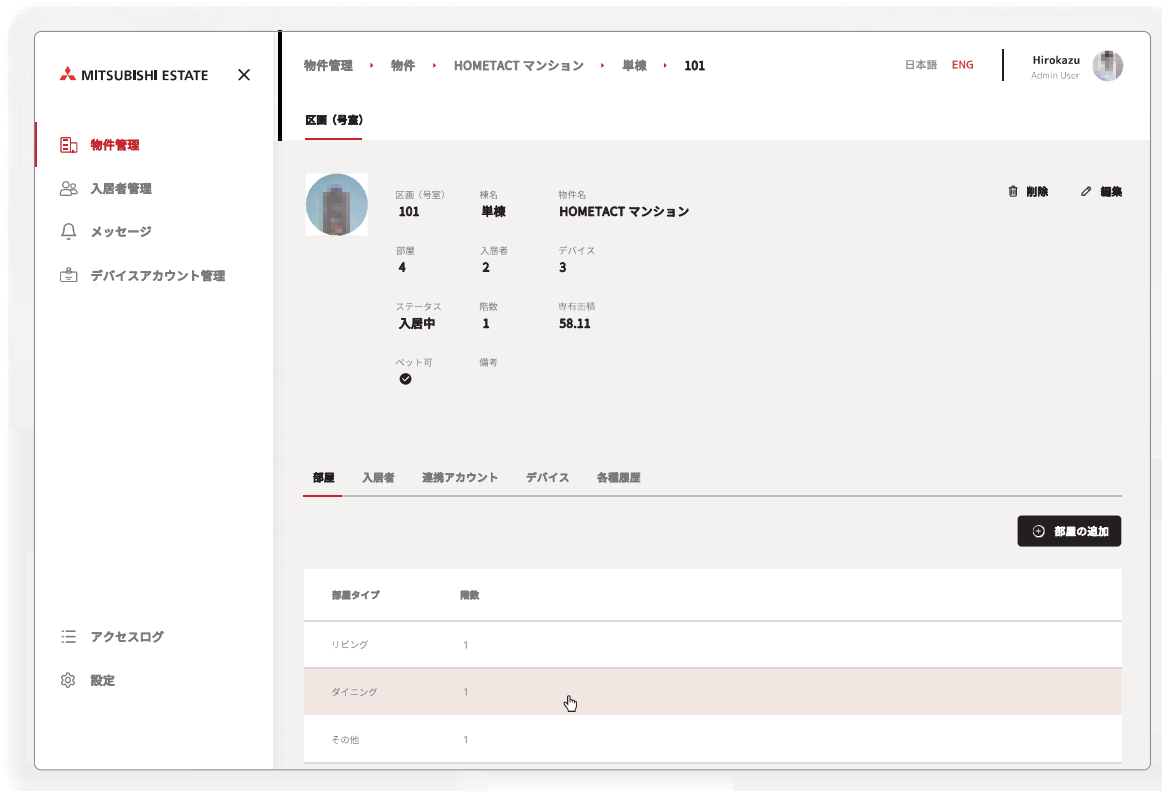 MITSUBISHI ESTATE
物件管理
入居者管理
メッセージ
デバイスアカウント管理
アクセスログ
設定
物件管理 物件 HOMETACT マンション 単棟 101
日本語 ENG
Hirokazu
Admin User
区画（号室）
区画（号室） 棟名 物件名
101 単棟 HOMETACT マンション
削除 編集
部屋 入居者 デバイス
4 2 3
ステータス 階数 専有面積
入居中 1 58.11
ペット可 備考
部屋 入居者 連携アカウント デバイス 各種履歴
部屋の追加
部屋タイプ 階数
リビング 1
ダイニング 1
その他 1